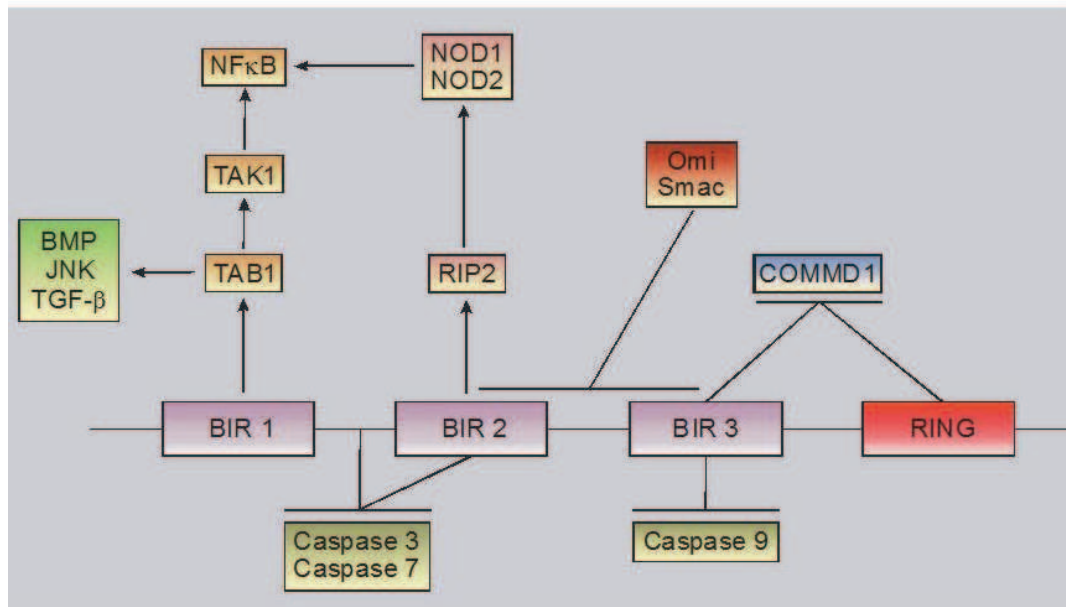 NFκB
NOD1
NOD2
Omi
Smac
TAK1
BMP
JNK
TGF-β
TAB1
RIP2
COMMD1
BIR 1
BIR 2
BIR 3
RING
Caspase 3
Caspase 7
Caspase 9